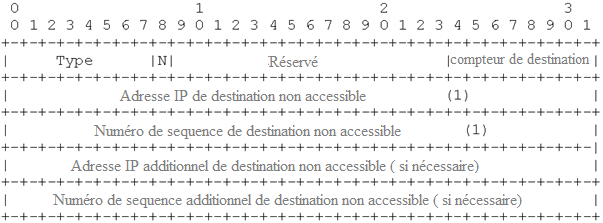 0 1 2 3
0 1 2 3 4 5 6 7 8 9 0 1 2 3 4 5 6 7 8 9 0 1 2 3 4 5 6 7 8 9 0 1
+-+-+-+-+-+-+-+-+-+-+-+-+-+-+-+-+-+-+-+-+-+-+-+-+-+-+-+-+-+-+-+-+
| Type |N| Réservé |compteur de destination |
+-+-+-+-+-+-+-+-+-+-+-+-+-+-+-+-+-+-+-+-+-+-+-+-+-+-+-+-+-+-+-+-+
| Adresse IP de destination non accessible (1) |
+-+-+-+-+-+-+-+-+-+-+-+-+-+-+-+-+-+-+-+-+-+-+-+-+-+-+-+-+-+-+-+-+
| Numéro de sequence de destination non accessible (1) |
+-+-+-+-+-+-+-+-+-+-+-+-+-+-+-+-+-+-+-+-+-+-+-+-+-+-+-+-+-+-+-+-|
| Adresse IP additionnel de destination non accessible ( si nécessaire) |
+-+-+-+-+-+-+-+-+-+-+-+-+-+-+-+-+-+-+-+-+-+-+-+-+-+-+-+-+-+-+-+-+
| Numéro de sequence additionnel de destination non accessible ( si nécessaire) |
+-+-+-+-+-+-+-+-+-+-+-+-+-+-+-+-+-+-+-+-+-+-+-+-+-+-+-+-+-+-+-+-+